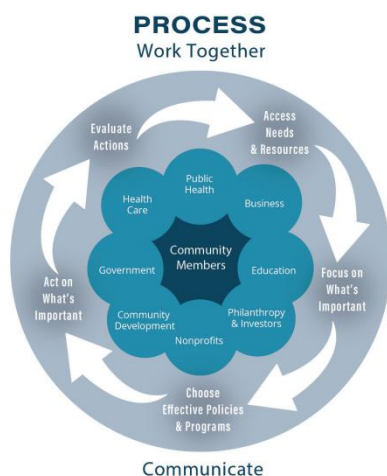 PROCESS
Work Together
Evaluate
Actions
Access
Needs
& Resources
Public
Health
Health
Care
Business
Community
Members
Government
Education
Focus on
What's
Important
Act on
What's
Important
Community
Development
Philanthropy
& Investors
Nonprofits
Choose
Effective Policies
& Programs
Communicate